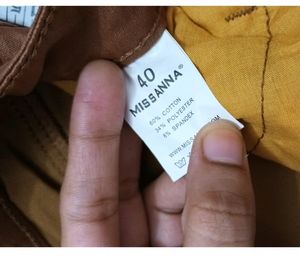 40
MISSANNA®
60% COTTON
34% POLYESTER
6% SPANDEX